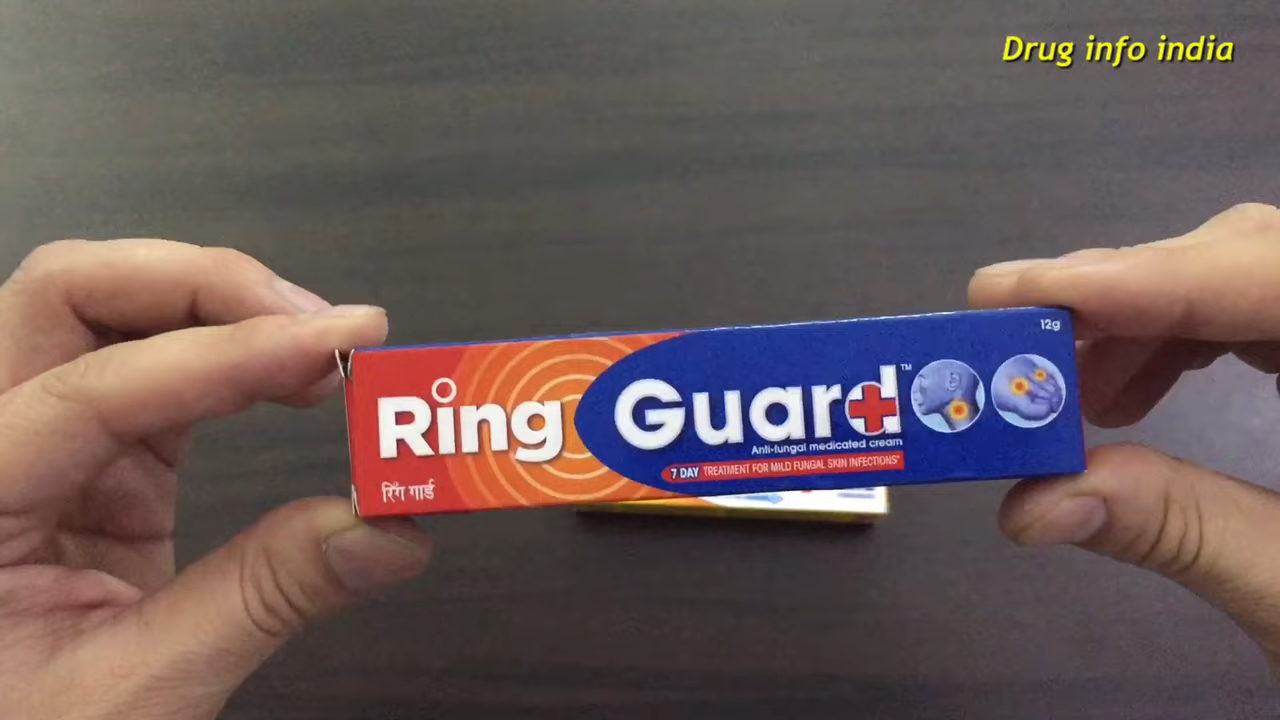 Drug info india
12g
Ring Guard™
Anti-fungal medicated cream
7 DAY TREATMENT FOR MILD FUNGAL SKIN INFECTIONS*
रिंग गार्ड